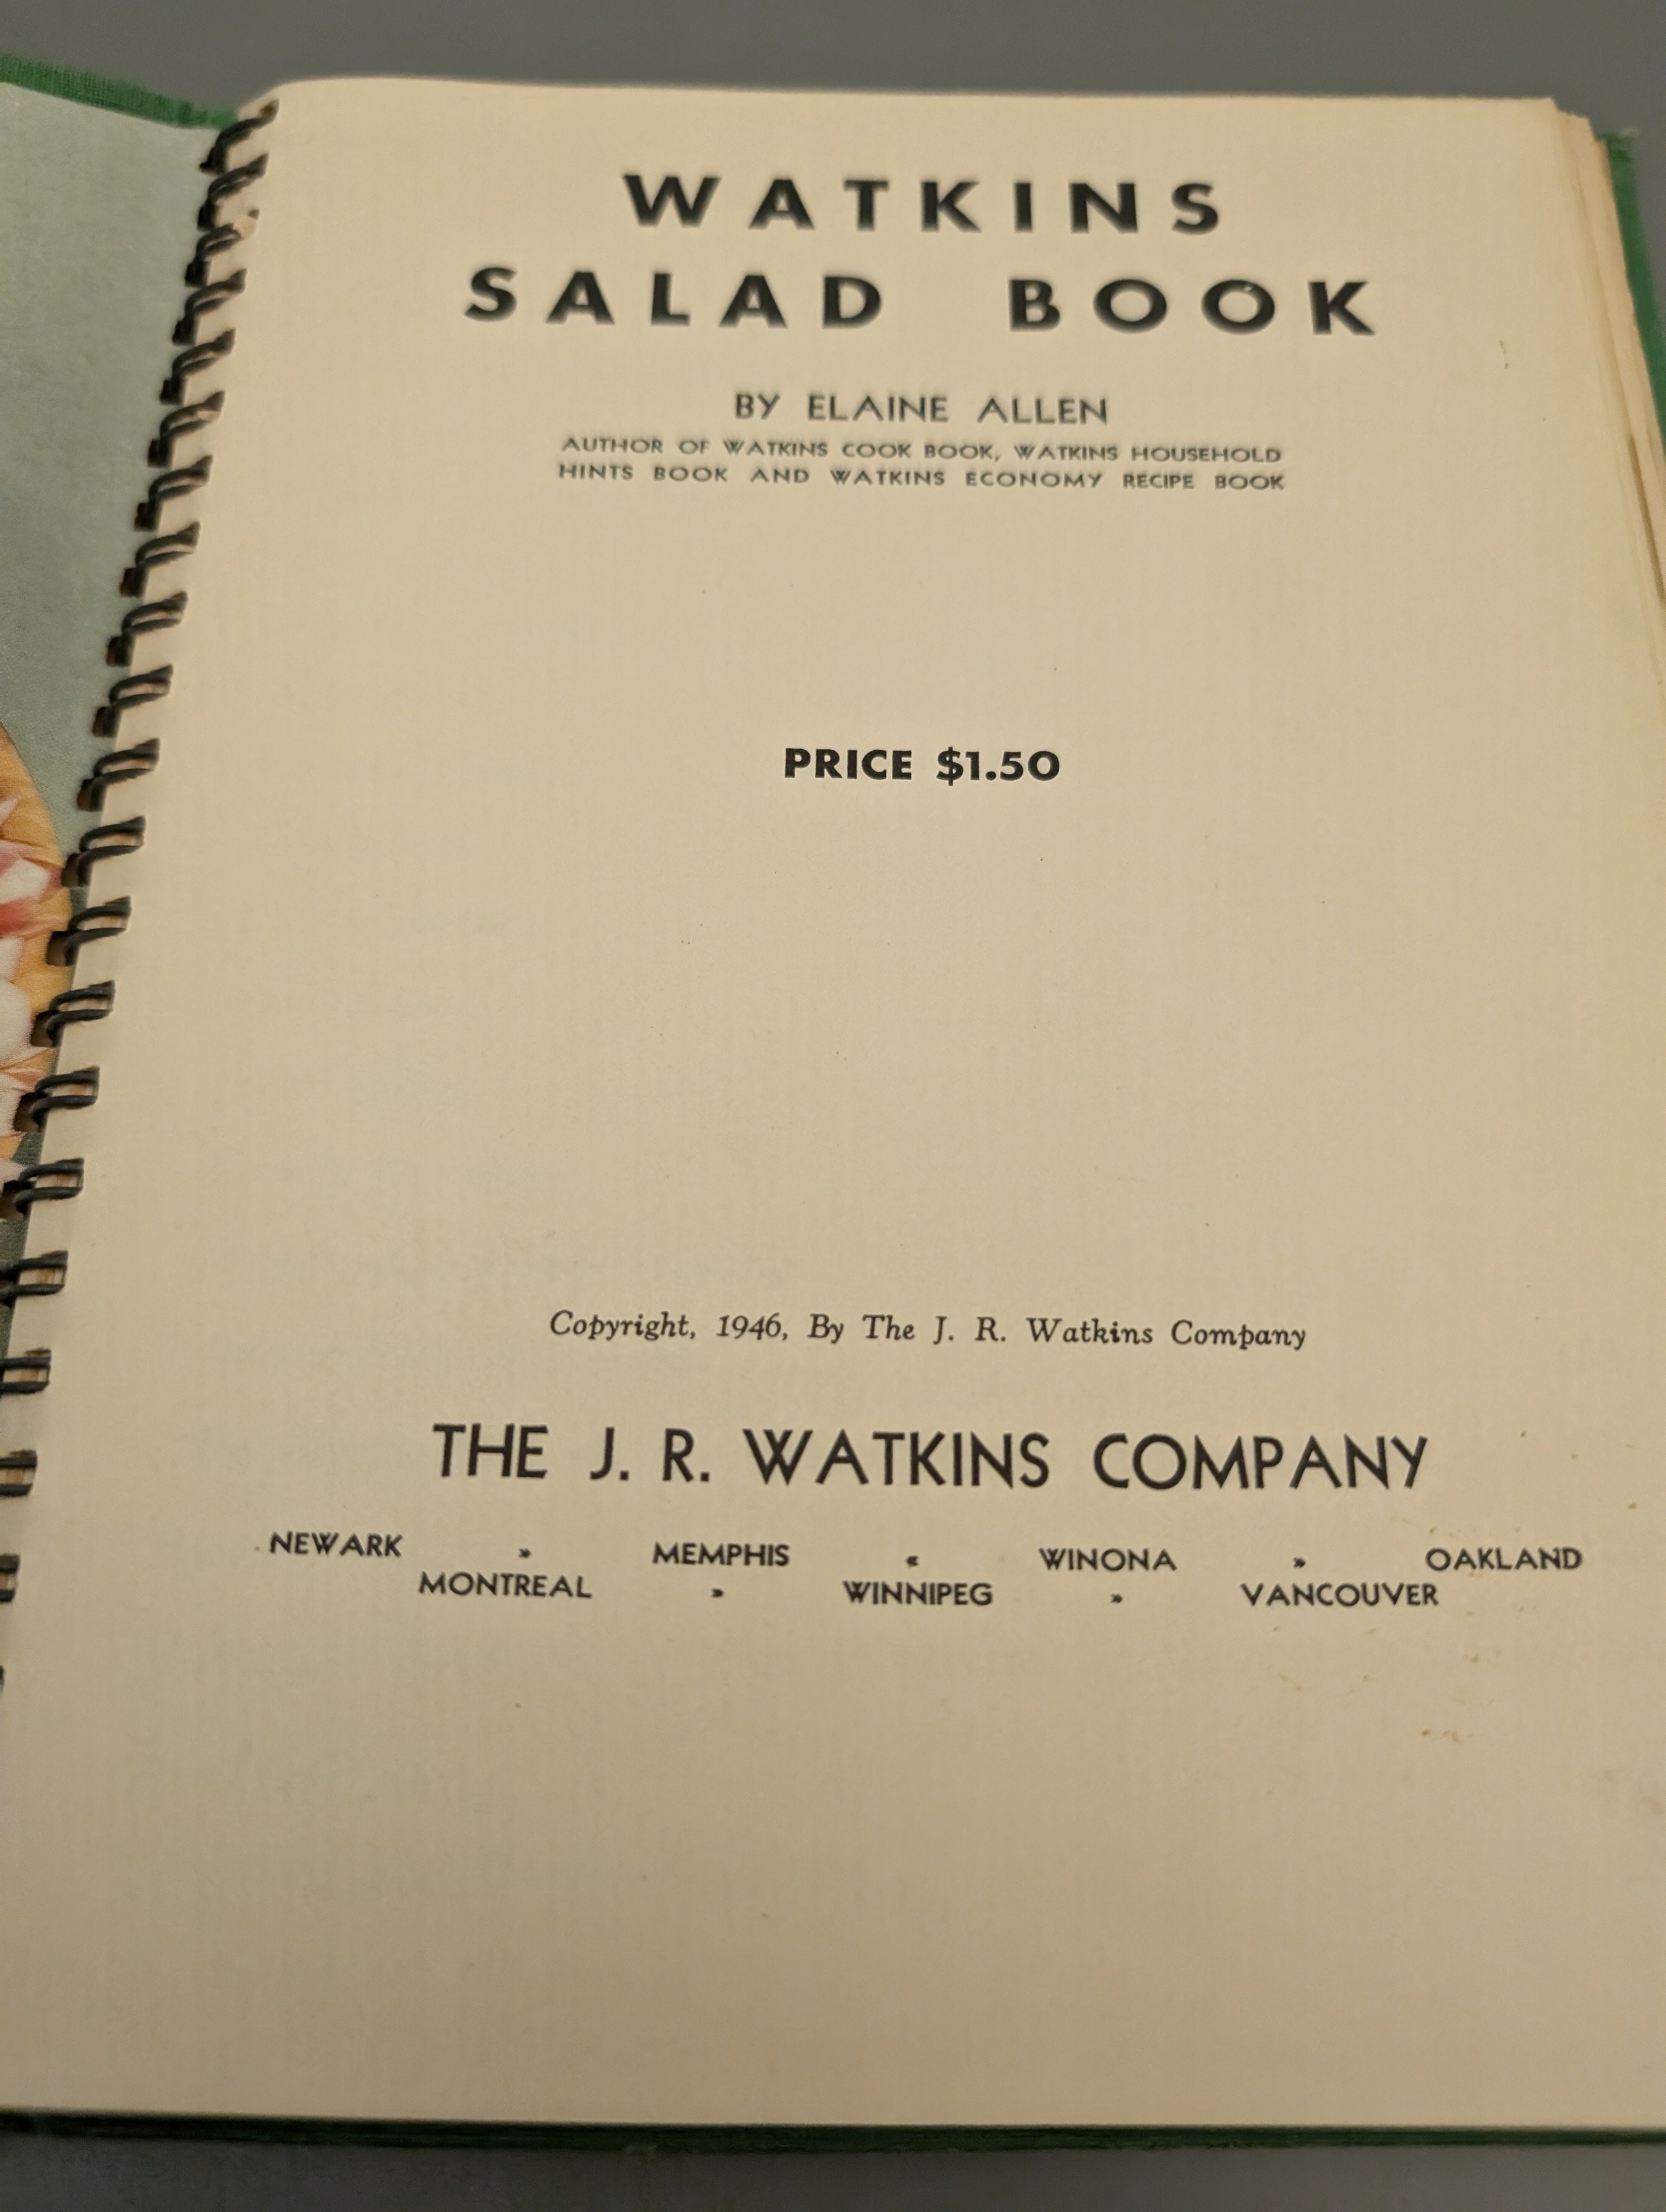 WATKINS
SALAD BOOK
BY ELAINE ALLEN
AUTHOR OF WATKINS COOK BOOK, WATKINS HOUSEHOLD
HINTS BOOK AND WATKINS ECONOMY RECIPE BOOK
PRICE $1.50
Copyright, 1946, By The J. R. Watkins Company
THE J. R. WATKINS COMPANY
NEWARK » MEMPHIS « WINONA » OAKLAND
MONTREAL » WINNIPEG » VANCOUVER